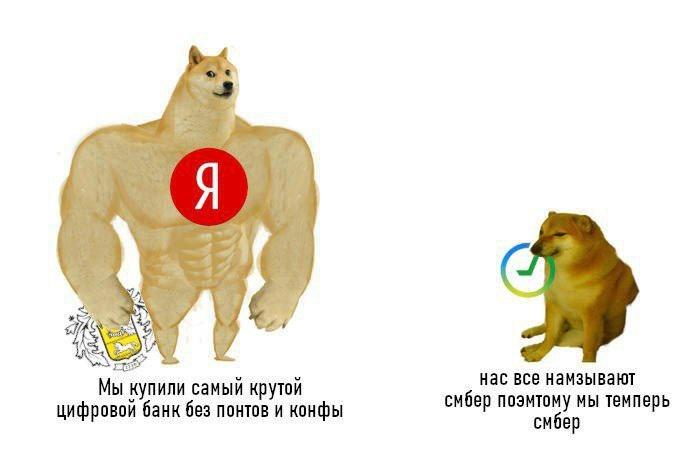 Я
Мы купили самый крутой
цифровой банк без понтов и конфы
нас все намзывают
смбер поэмтому мы темперь
смбер